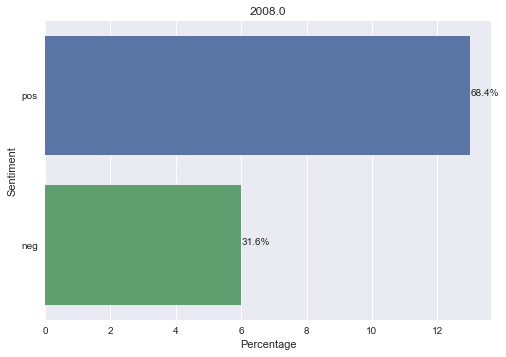 2008.0
pos
68.4%
Sentiment
neg
31.6%
0 2 4 6 8 10 12
Percentage